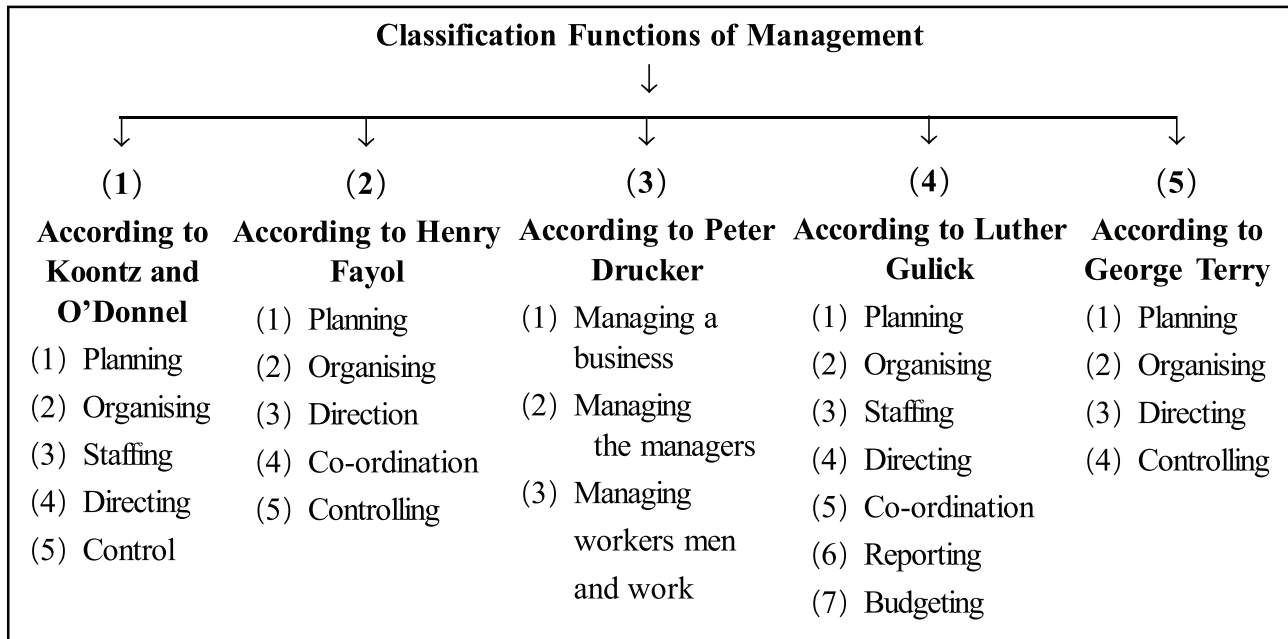 Classification Functions of Management
(1)
According to
Koontz and
O’Donnel
(1) Planning
(2) Organising
(3) Staffing
(4) Directing
(5) Control
(2)
According to Henry
Fayol
(1) Planning
(2) Organising
(3) Direction
(4) Co-ordination
(5) Controlling
(3)
According to Peter
Drucker
(1) Managing a
business
(2) Managing
the managers
(3) Managing
workers men
and work
(4)
According to Luther
Gulick
(1) Planning
(2) Organising
(3) Staffing
(4) Directing
(5) Co-ordination
(6) Reporting
(7) Budgeting
(5)
According to
George Terry
(1) Planning
(2) Organising
(3) Directing
(4) Controlling